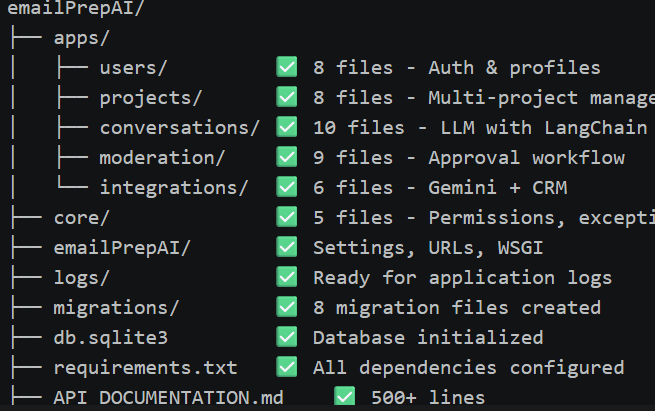 emailPrepAI/
├── apps/
│   ├── users/ ✅ 8 files - Auth & profiles
│   ├── projects/ ✅ 8 files - Multi-project manage
│   ├── conversations/ ✅ 10 files - LLM with LangChain
│   ├── moderation/ ✅ 9 files - Approval workflow
│   └── integrations/ ✅ 6 files - Gemini + CRM
├── core/ ✅ 5 files - Permissions, excepti
├── emailPrepAI/ ✅ Settings, URLs, WSGI
├── logs/ ✅ Ready for application logs
├── migrations/ ✅ 8 migration files created
├── db.sqlite3 ✅ Database initialized
├── requirements.txt ✅ All dependencies configured
├── API DOCUMENTATION.md ✅ 500+ lines